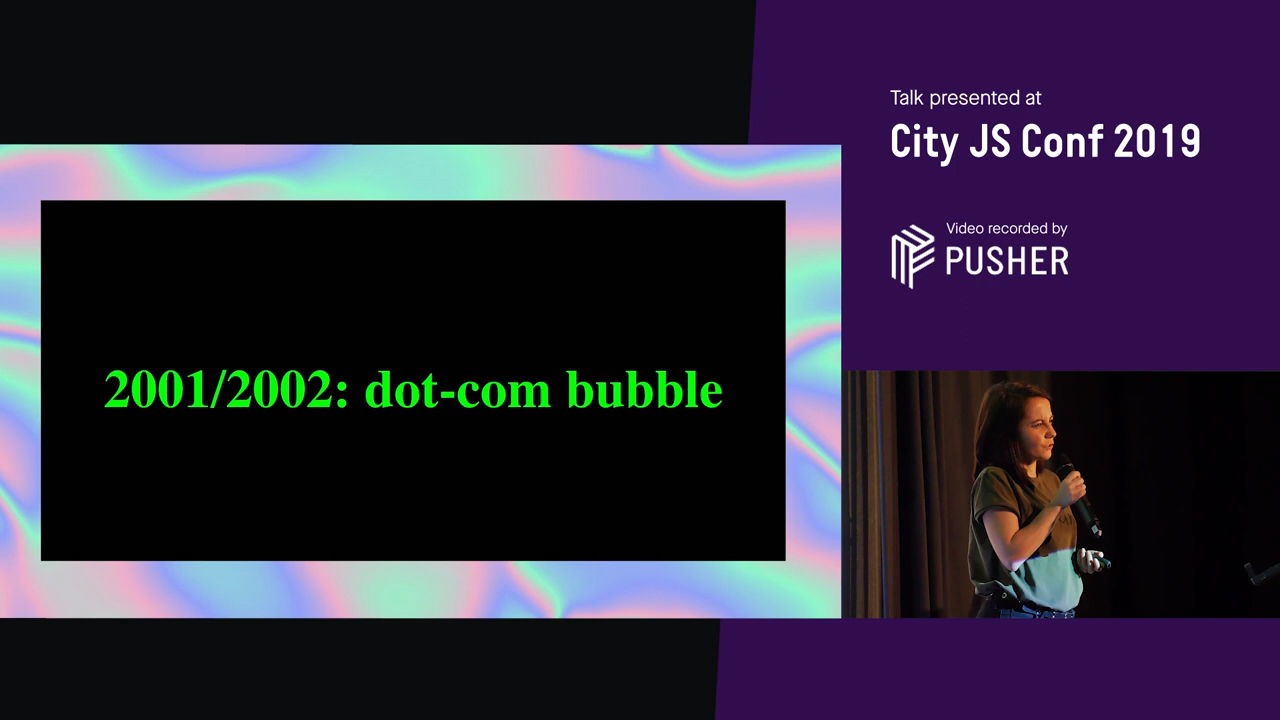 2001/2002: dot-com bubble
Talk presented at
City JS Conf 2019
Video recorded by
PUSHER